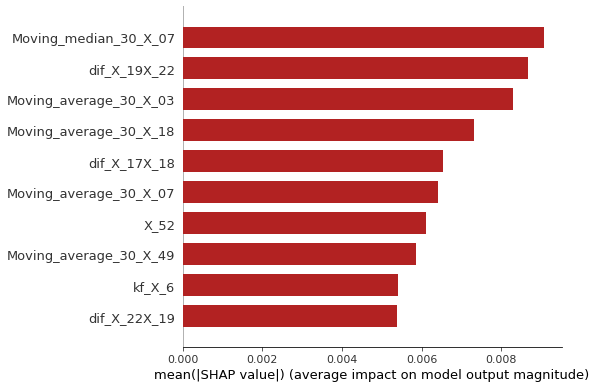 Moving_median_30_X_07
dif_X_19X_22
Moving_average_30_X_03
Moving_average_30_X_18
dif_X_17X_18
Moving_average_30_X_07
X_52
Moving_average_30_X_49
kf_X_6
dif_X_22X_19
0.000 0.002 0.004 0.006 0.008
mean(|SHAP value|) (average impact on model output magnitude)